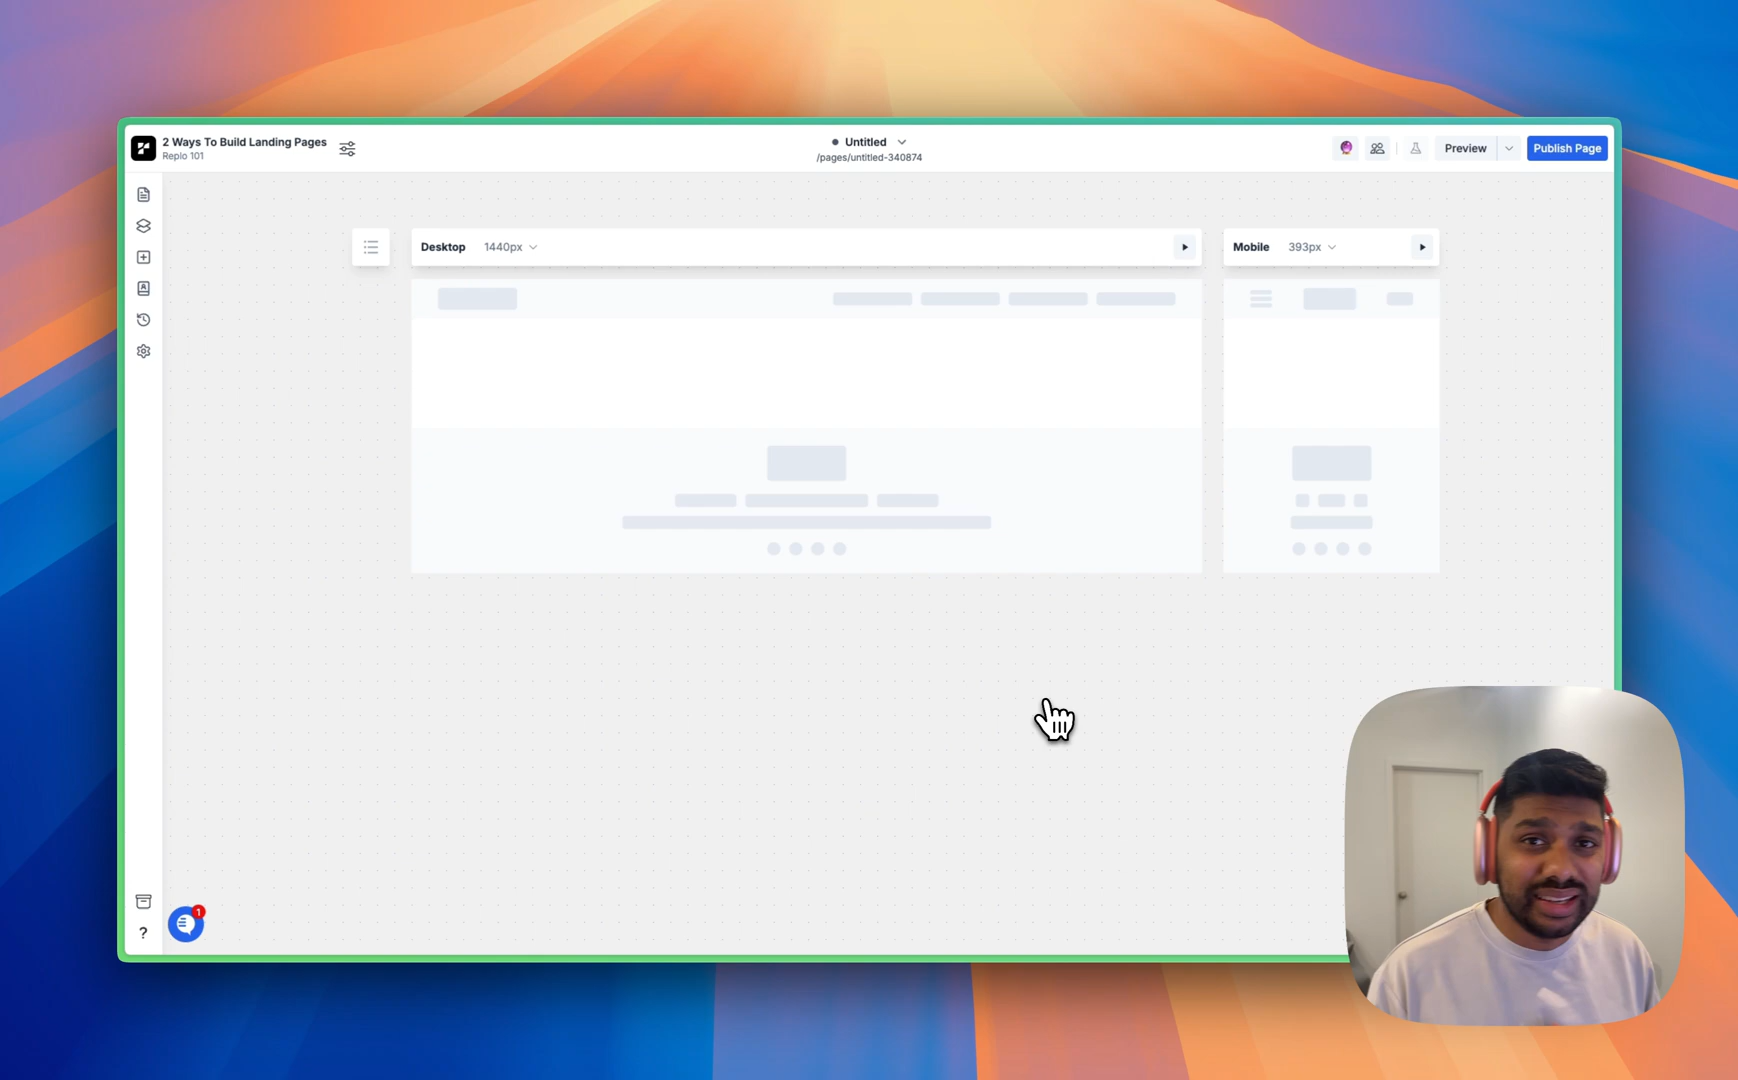 2 Ways To Build Landing Pages
Replo 101
Untitled
/pages/untitled-340874
Preview
Publish Page
Desktop 1440px
Mobile 393px
1
?